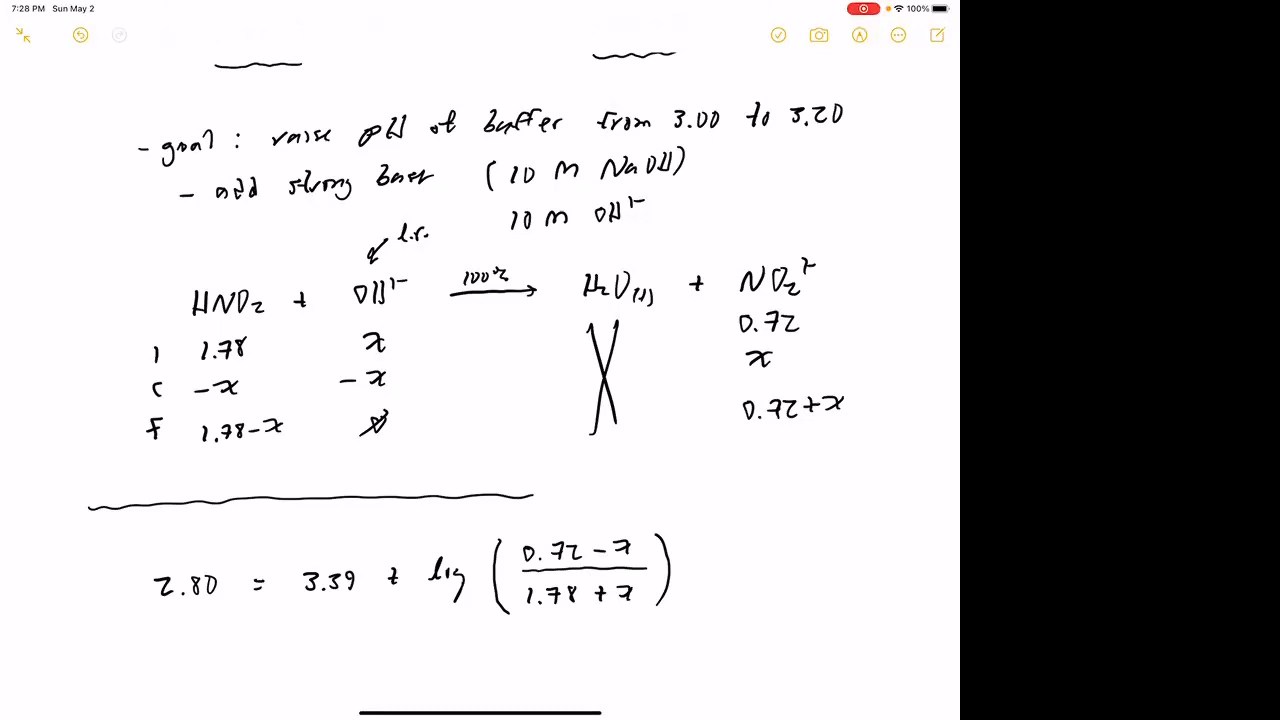 7:28 PM Sun May 2 100%
- goal : raise pH of buffer from 3.00 to 3.20
- add strong base (10 M NaOH)
10 M OH⁻
l.r.
HNO₂ + OH⁻ 100% → H₂O(l) + NO₂⁻
I 1.78 x 0.72
C -x -x x
F 1.78-x 0 0.72+x
2.80 = 3.39 + log (0.72 - x / 1.78 + x)